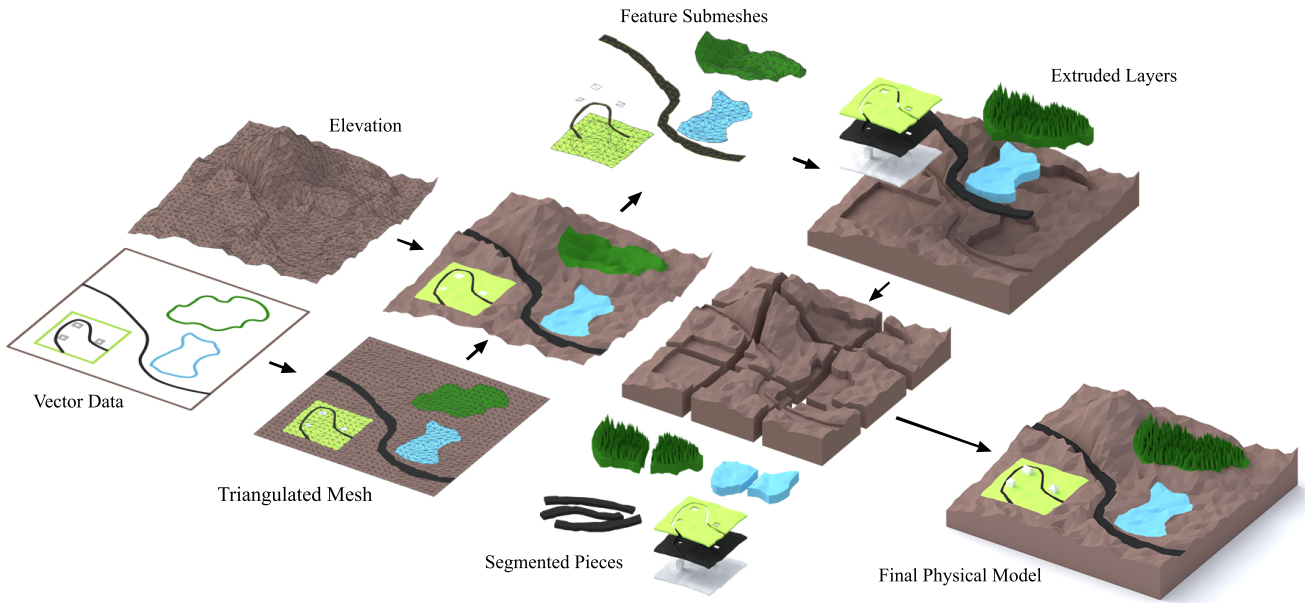 Feature Submeshes
Extruded Layers
Elevation
Vector Data
Triangulated Mesh
Segmented Pieces
Final Physical Model